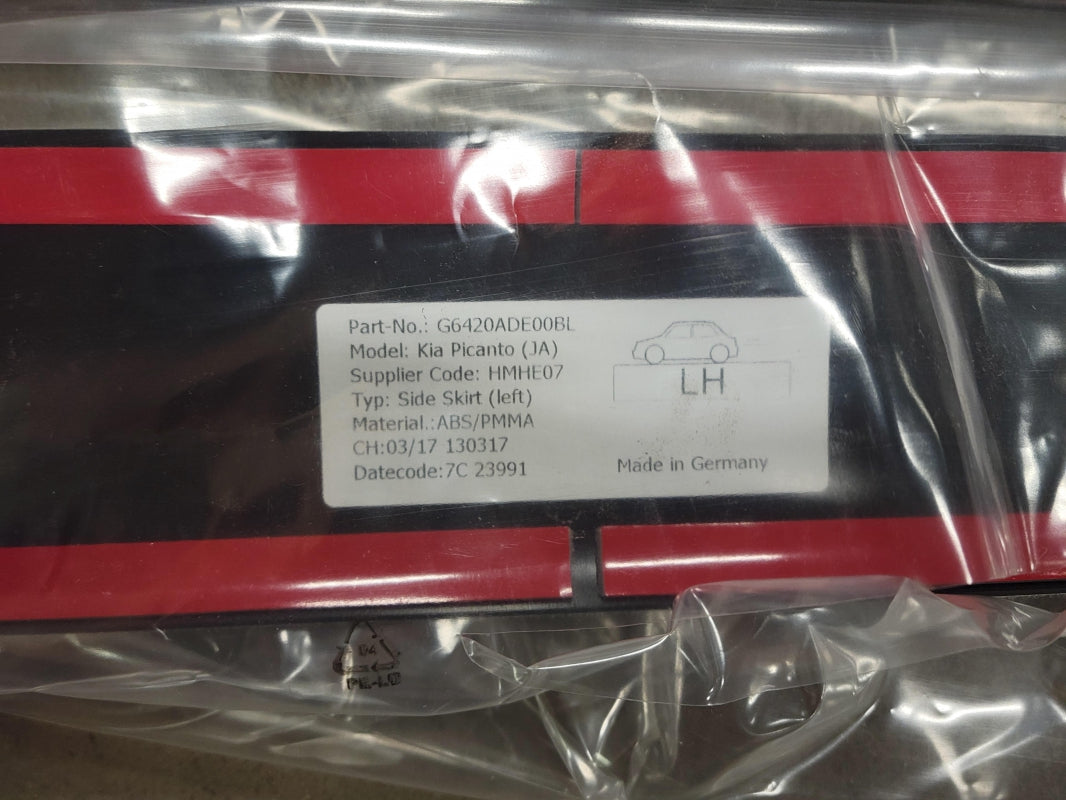 Part-No.: G6420ADE00BL
Model: Kia Picanto (JA)
Supplier Code: HMHE07
Typ: Side Skirt (left)
Material.:ABS/PMMA
CH:03/17 130317
Datecode:7C 23991
LH
Made in Germany
04
PE-LD